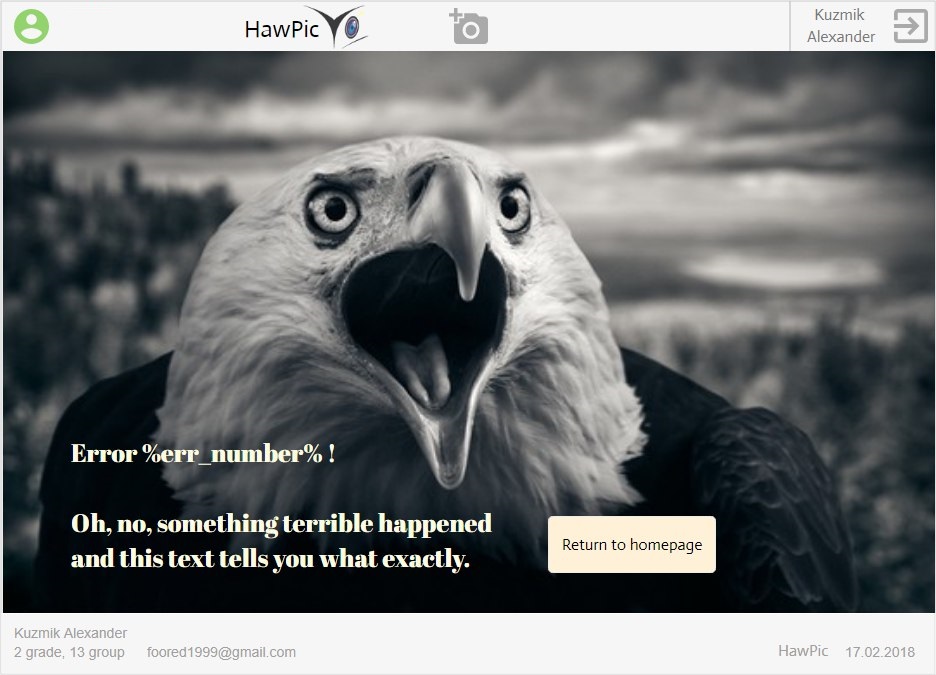 HawPic
Kuzmik
Alexander
Error %err_number% !
Oh, no, something terrible happened
and this text tells you what exactly.
Return to homepage
Kuzmik Alexander
2 grade, 13 group foored1999@gmail.com
HawPic 17.02.2018